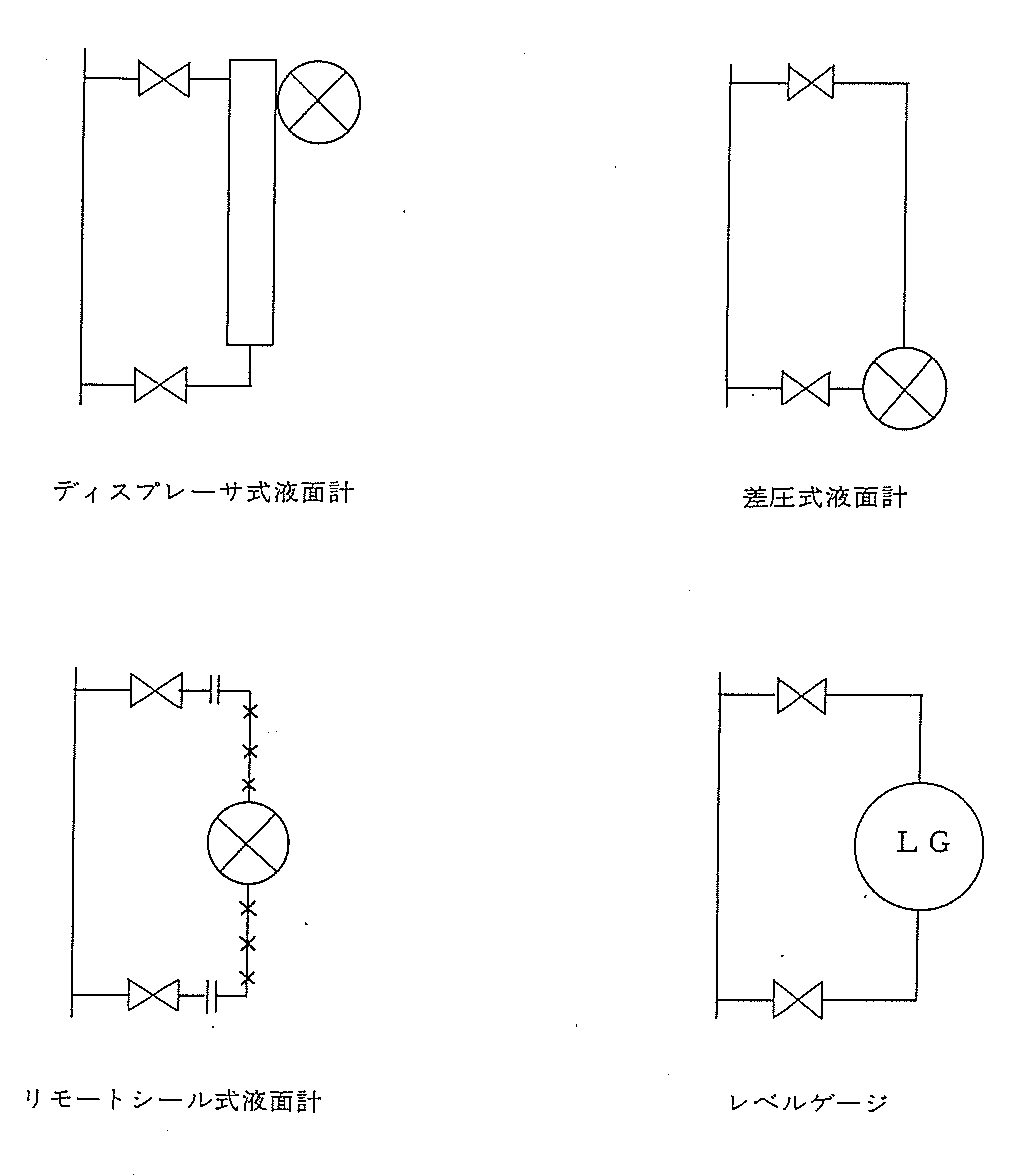 ディスプレーサ式液面計
差圧式液面計
LG
リモートシール式液面計
レベルゲージ